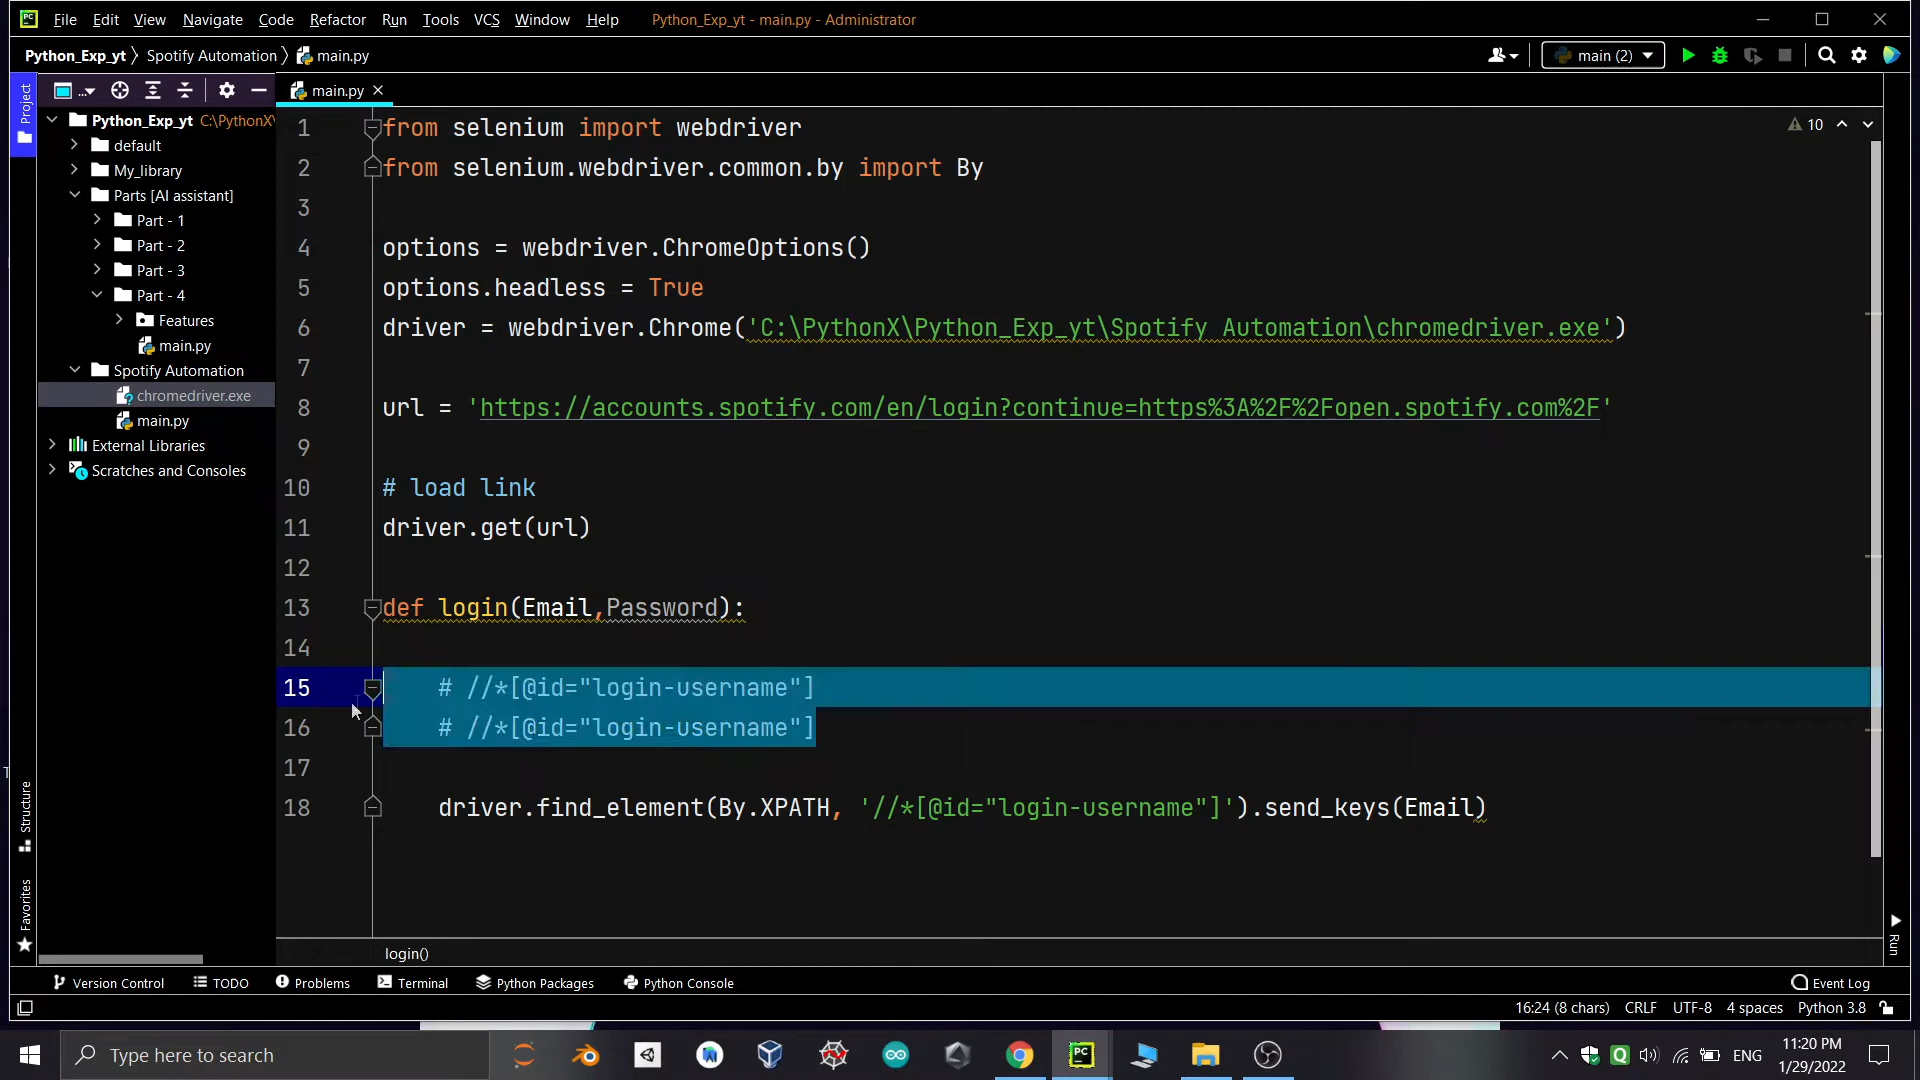 File Edit View Navigate Code Refactor Run Tools VCS Window Help Python_Exp_yt - main.py - Administrator
Python_Exp_yt Spotify Automation main.py main (2)
Project
... main.py
Python_Exp_yt C:\PythonX\
default
My_library
Parts [AI assistant]
Part - 1
Part - 2
Part - 3
Part - 4
Features
main.py
Spotify Automation
chromedriver.exe
main.py
External Libraries
Scratches and Consoles
10
1 from selenium import webdriver
2 from selenium.webdriver.common.by import By
3
4 options = webdriver.ChromeOptions()
5 options.headless = True
6 driver = webdriver.Chrome('C:\PythonX\Python_Exp_yt\Spotify Automation\chromedriver.exe')
7
8 url = 'https://accounts.spotify.com/en/login?continue=https%3A%2F%2Fopen.spotify.com%2F'
9
10 # load link
11 driver.get(url)
12
13 def login(Email,Password):
14
15 # //*[@id="login-username"]
16 # //*[@id="login-username"]
17
18 driver.find_element(By.XPATH, '//*[@id="login-username"]').send_keys(Email)
Structure
Favorites
Run
login()
Version Control TODO Problems Terminal Python Packages Python Console Event Log
16:24 (8 chars) CRLF UTF-8 4 spaces Python 3.8
Type here to search
PC
ENG
11:20 PM
1/29/2022